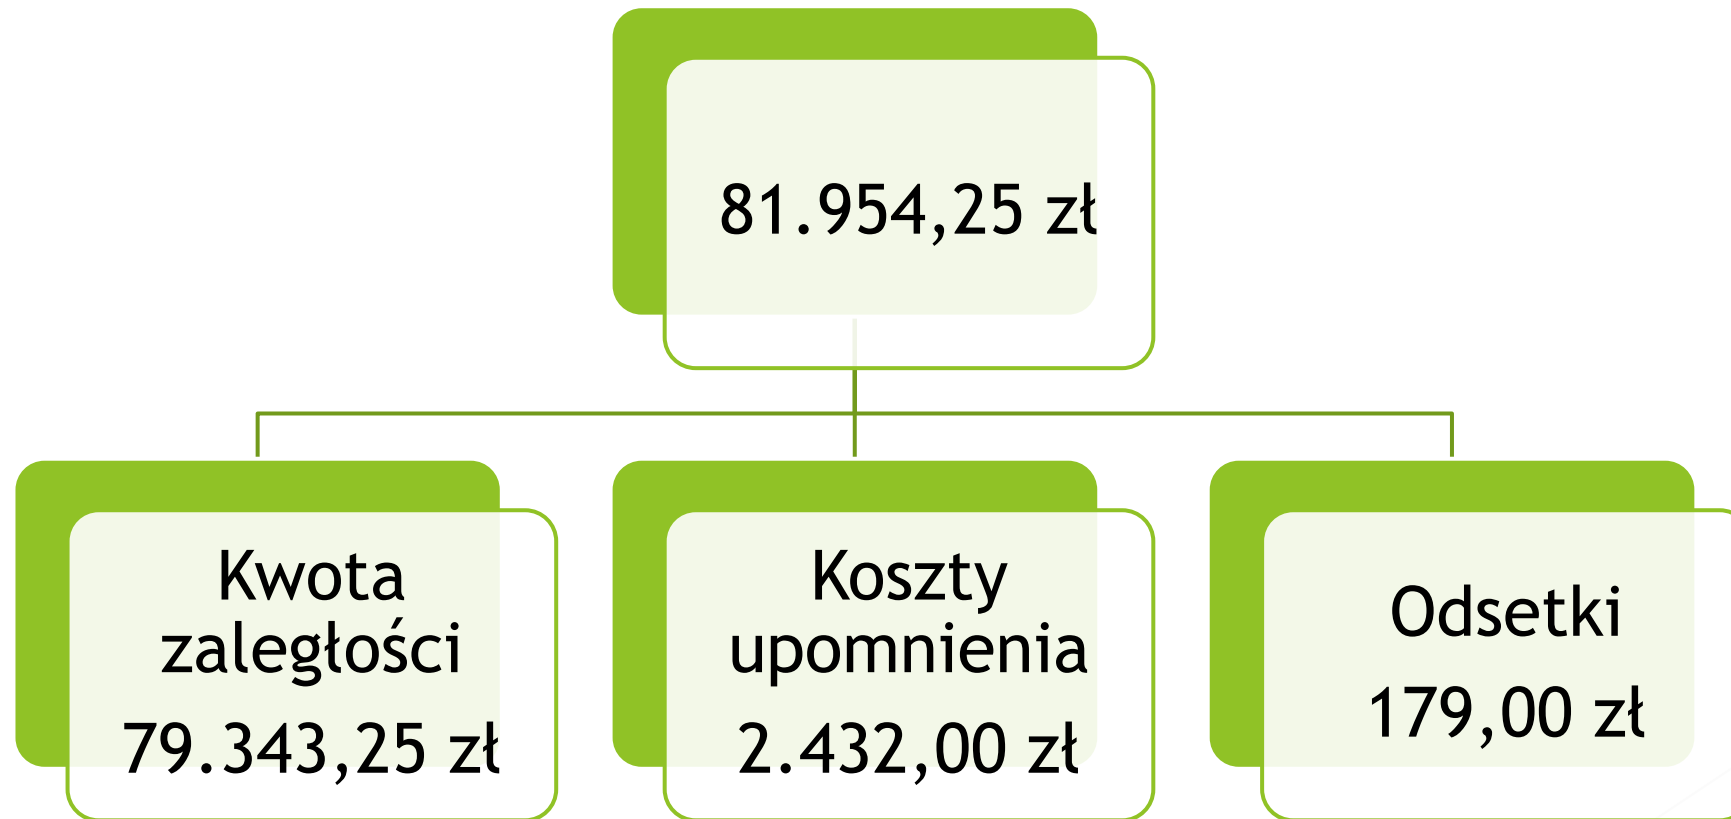 81.954,25 zł
Kwota
zaległości
79.343,25 zł
Koszty
upomnienia
2.432,00 zł
Odsetki
179,00 zł